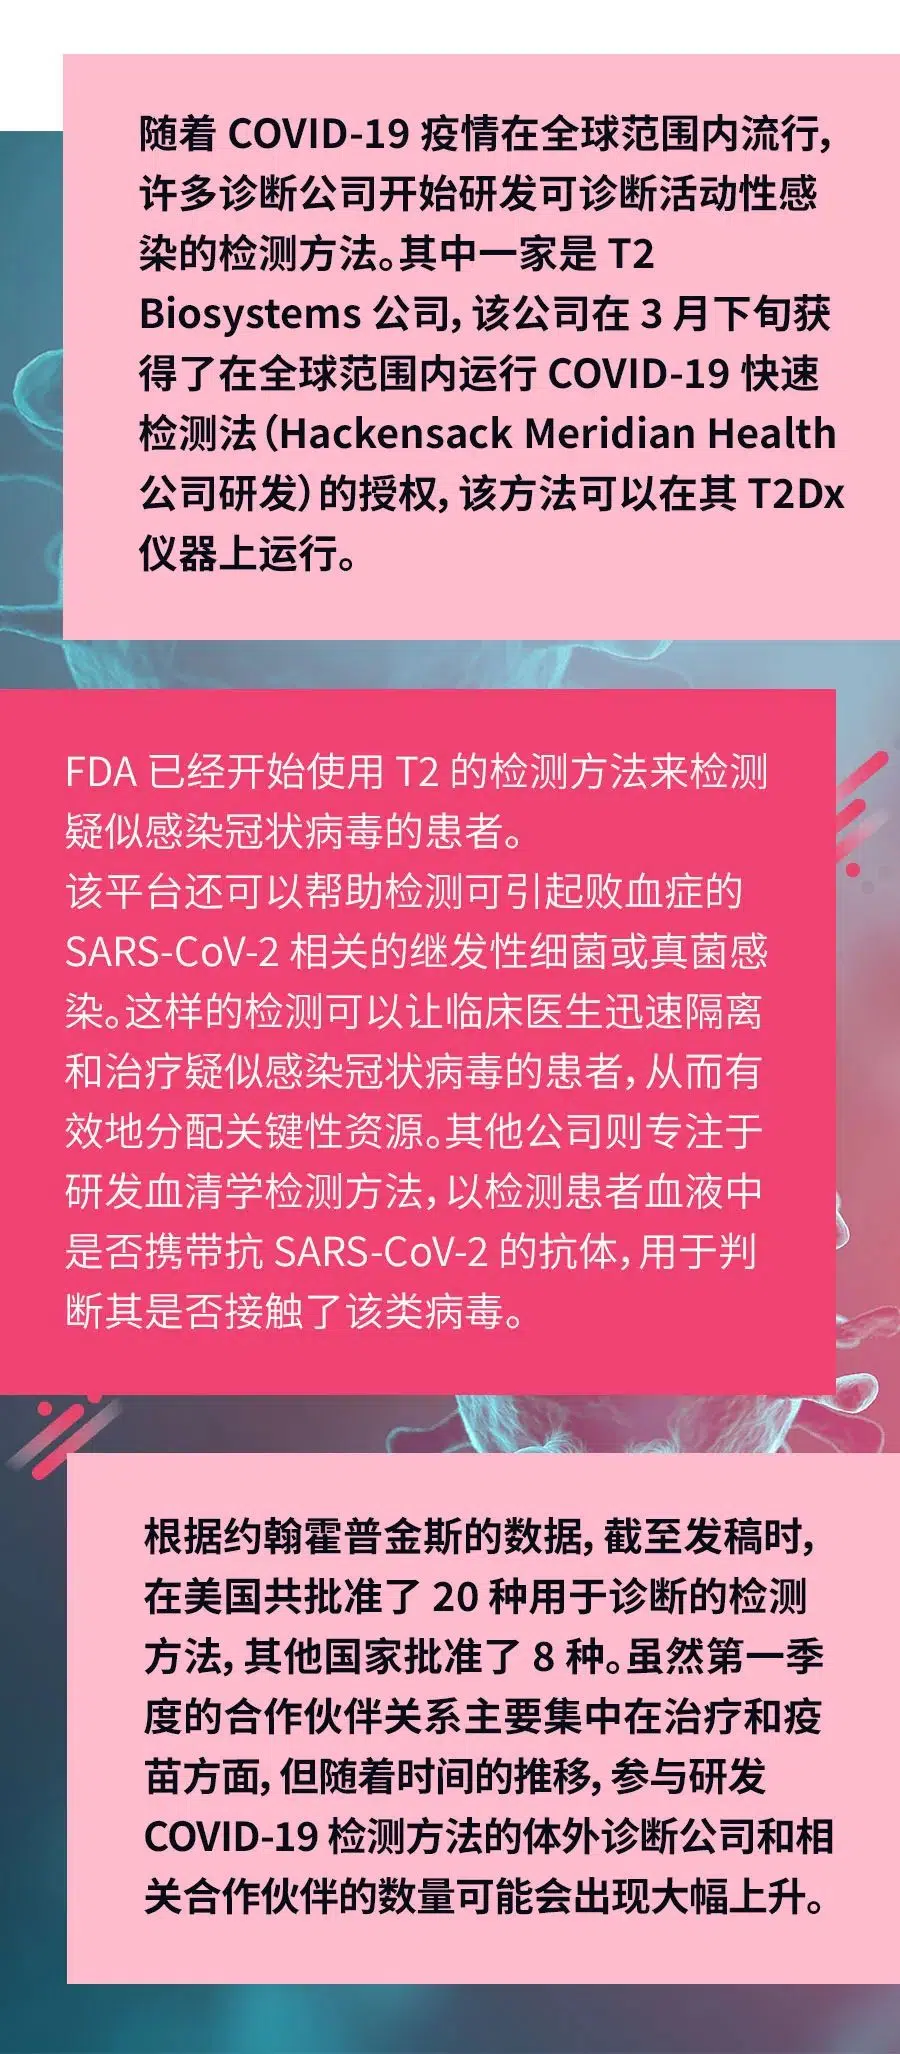 随着 COVID-19 疫情在全球范围内流行，
许多诊断公司开始研发可诊断活动性感
染的检测方法。其中一家是 T2
Biosystems 公司，该公司在 3 月下旬获
得了在全球范围内运行 COVID-19 快速
检测法（Hackensack Meridian Health
公司研发）的授权，该方法可以在其 T2Dx
仪器上运行。
FDA 已经开始使用 T2 的检测方法来检测
疑似感染冠状病毒的患者。
该平台还可以帮助检测可引起败血症的
SARS-CoV-2 相关的继发性细菌或真菌感
染。这样的检测可以让临床医生迅速隔离
和治疗疑似感染冠状病毒的患者，从而有
效地分配关键性资源。其他公司则专注于
研发血清学检测方法，以检测患者血液中
是否携带抗 SARS-CoV-2 的抗体，用于判
断其是否接触了该类病毒。
根据约翰霍普金斯的数据，截至发稿时，
在美国共批准了 20 种用于诊断的检测
方法，其他国家批准了 8 种。虽然第一季
度的合作伙伴关系主要集中在治疗和疫
苗方面，但随着时间的推移，参与研发
COVID-19 检测方法的体外诊断公司和相
关合作伙伴的数量可能会出现大幅上升。